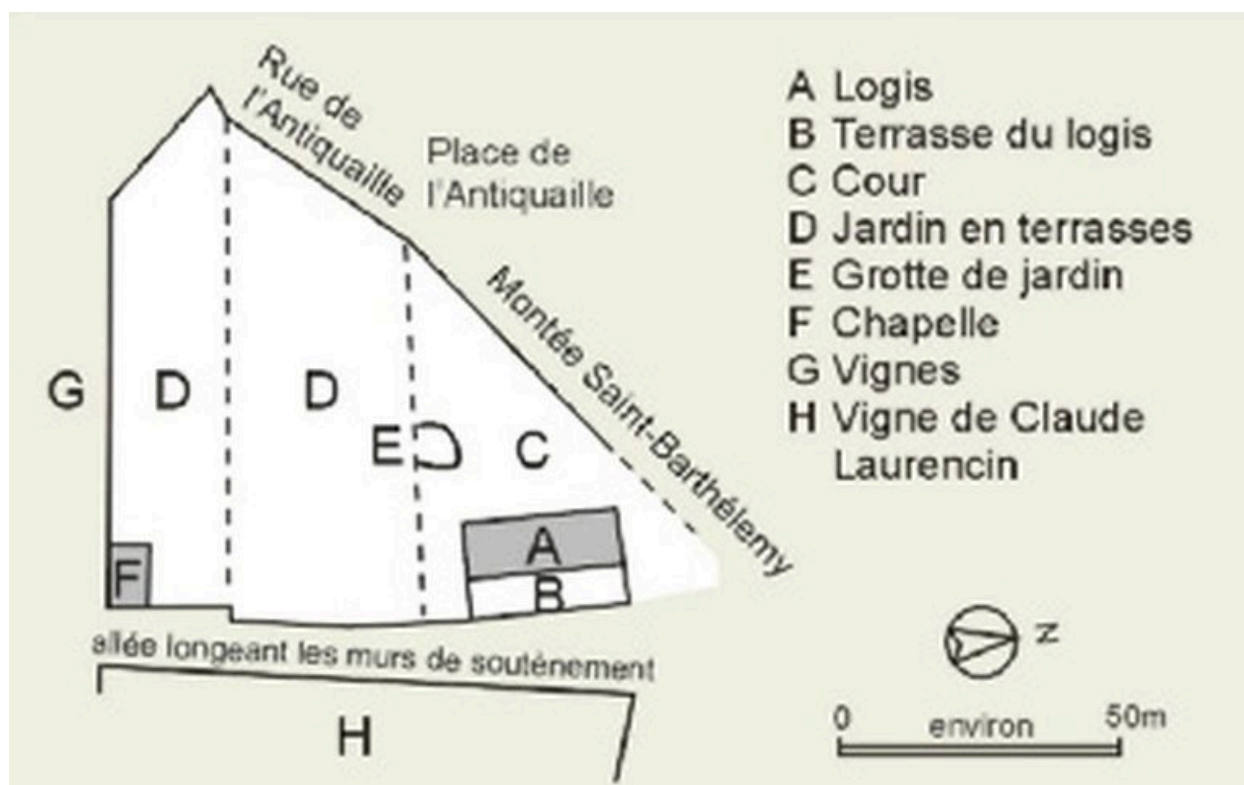 Rue de
l'Antiquaille
Place de
l'Antiquaille
Montée Saint-Barthélemy
G
D
D
E
C
A
B
F
allée longeant les murs de soutènement
H
A Logis
B Terrasse du logis
C Cour
D Jardin en terrasses
E Grotte de jardin
F Chapelle
G Vignes
H Vigne de Claude
Laurencin
N
0 environ 50m